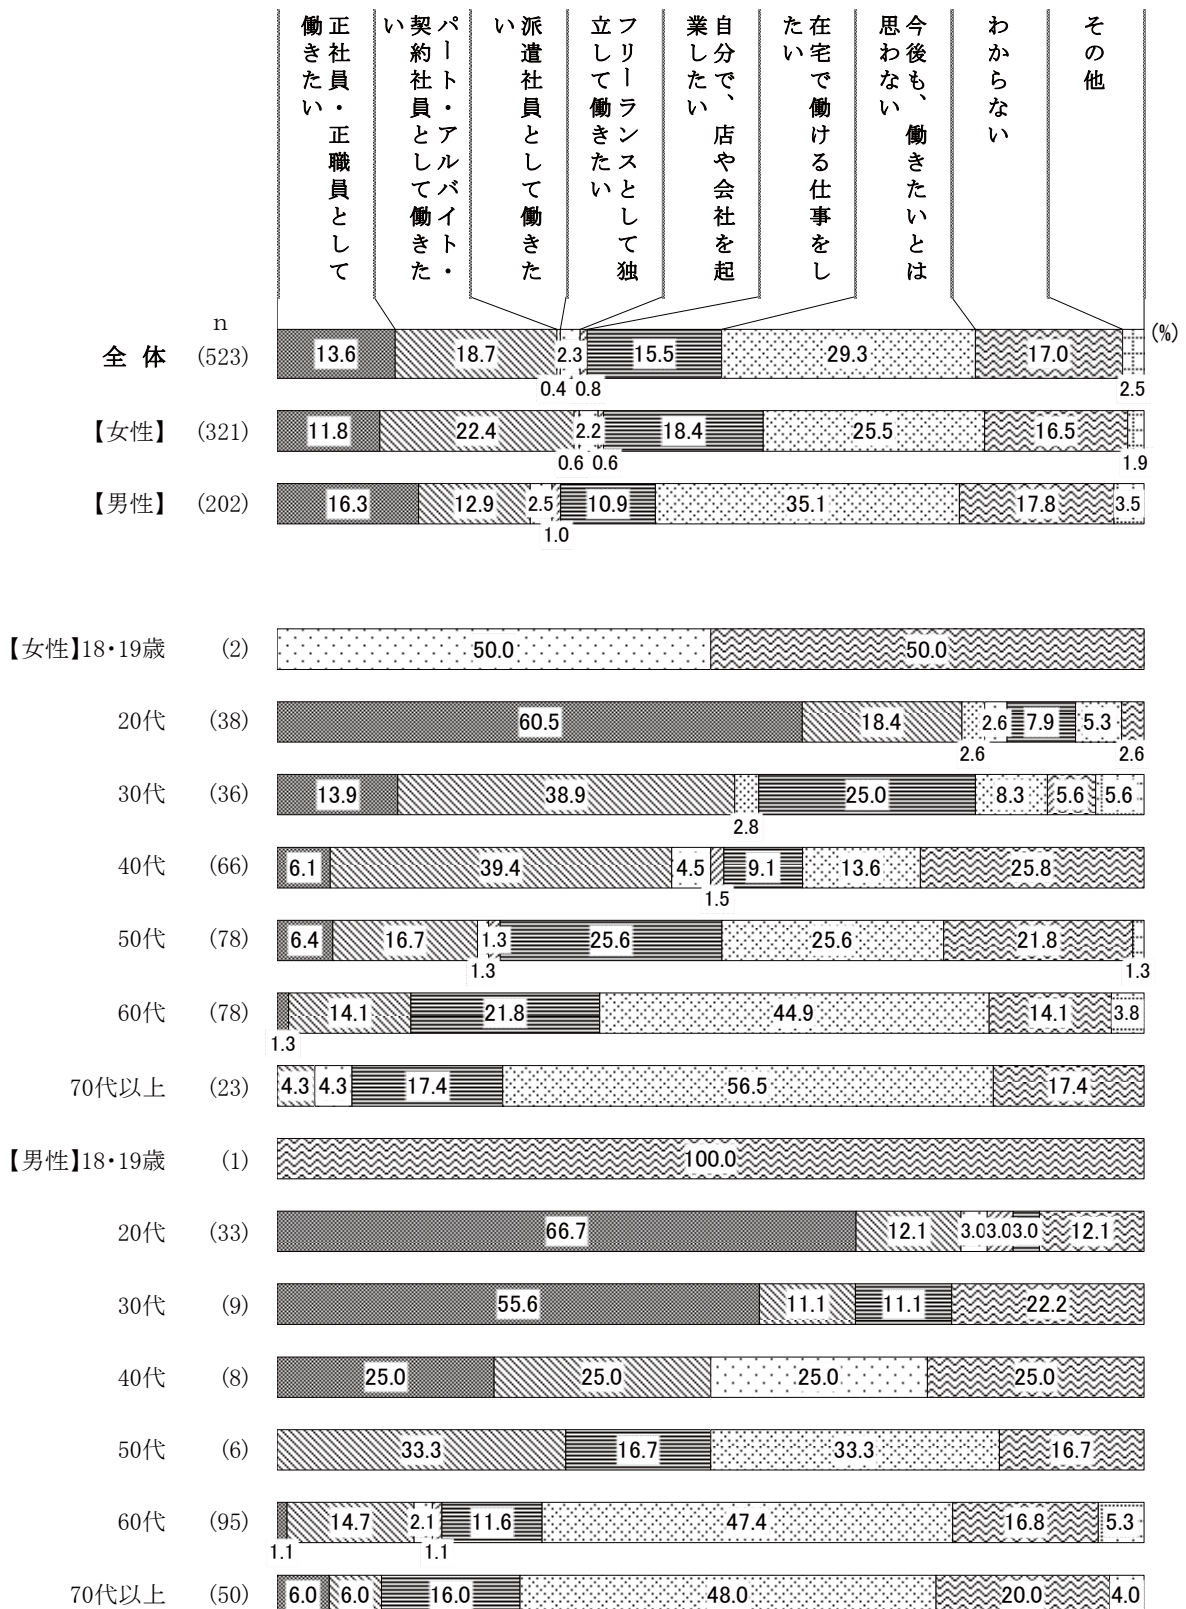 正社員・正職員として
働きたい
パート・アルバイト・
契約社員として働きた
い
派遣社員として働きた
い
フリーランスとして独
立して働きたい
自分で、店や会社を起
業したい
在宅で働ける仕事をし
たい
今後も、働きたいとは
思わない
わからない
その他
n
(%)
全 体 (523) 13.6 18.7 2.3 15.5 29.3 17.0
0.4 0.8 2.5
【女性】 (321) 11.8 22.4 2.2 18.4 25.5 16.5
0.6 0.6 1.9
【男性】 (202) 16.3 12.9 2.5 10.9 35.1 17.8 3.5
1.0
【女性】18・19歳 (2) 50.0 50.0
20代 (38) 60.5 18.4 2.6 7.9 5.3
2.6 2.6
30代 (36) 13.9 38.9 25.0 8.3 5.6 5.6
2.8
40代 (66) 6.1 39.4 4.5 9.1 13.6 25.8
1.5
50代 (78) 6.4 16.7 1.3 25.6 25.6 21.8
1.3 1.3
60代 (78) 14.1 21.8 44.9 14.1 3.8
1.3
70代以上 (23) 4.3 4.3 17.4 56.5 17.4
【男性】18・19歳 (1) 100.0
20代 (33) 66.7 12.1 3.0 3.0 3.0 12.1
30代 (9) 55.6 11.1 11.1 22.2
40代 (8) 25.0 25.0 25.0 25.0
50代 (6) 33.3 16.7 33.3 16.7
60代 (95) 14.7 2.1 11.6 47.4 16.8 5.3
1.1 1.1
70代以上 (50) 6.0 6.0 16.0 48.0 20.0 4.0